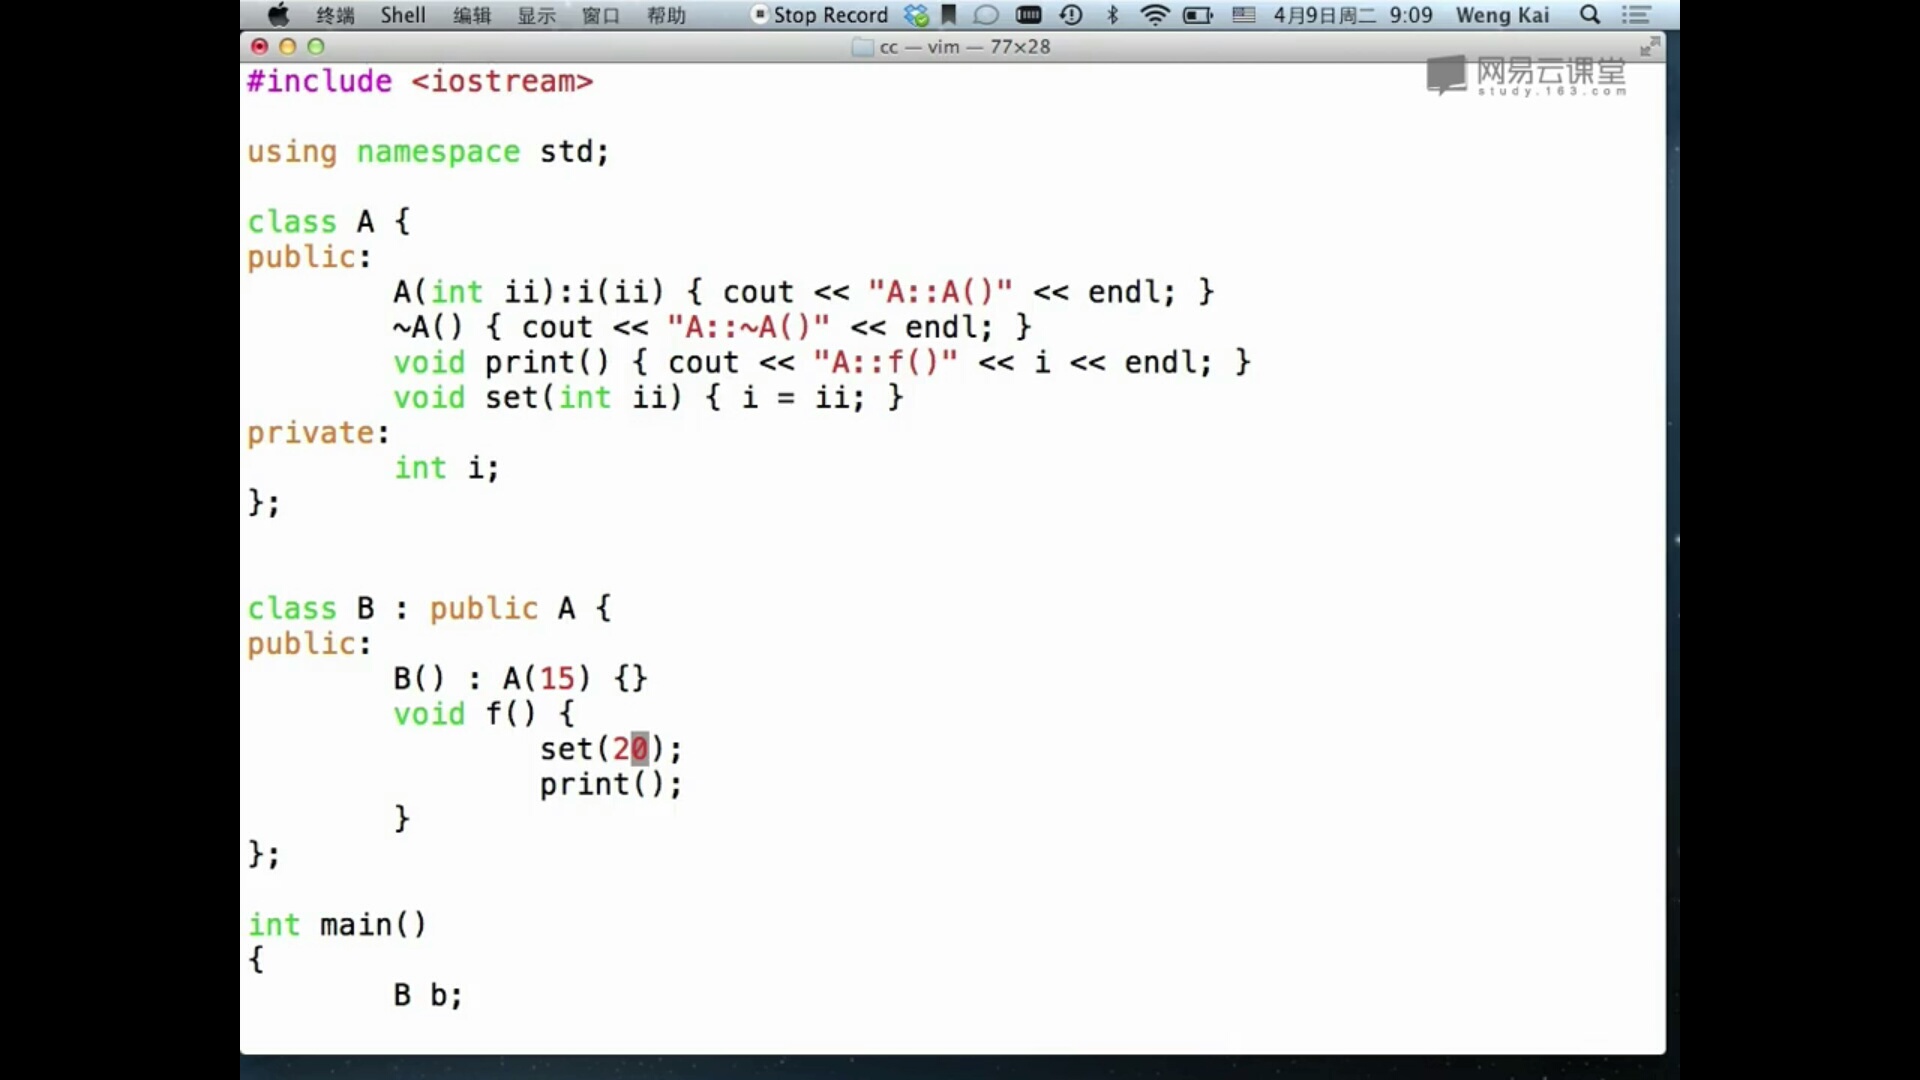 终端 Shell 编辑 显示 窗口 帮助 Stop Record 4月9日周二 9:09 Weng Kai
cc — vim — 77×28
网易云课堂
study.163.com
#include <iostream>
using namespace std;
class A {
public:
A(int ii):i(ii) { cout << "A::A()" << endl; }
~A() { cout << "A::~A()" << endl; }
void print() { cout << "A::f()" << i << endl; }
void set(int ii) { i = ii; }
private:
int i;
};
class B : public A {
public:
B() : A(15) {}
void f() {
set(20);
print();
}
};
int main()
{
B b;